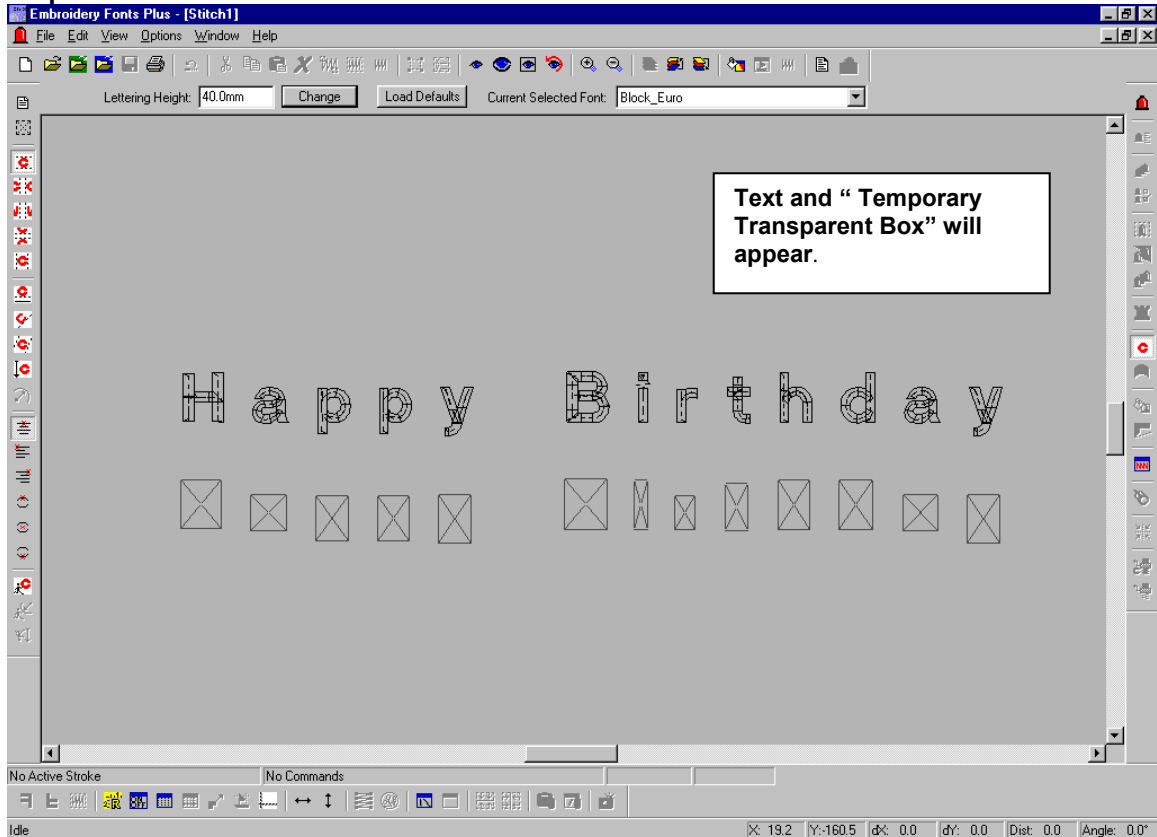 Embroidery Fonts Plus - [Stitch1]
File Edit View Options Window Help
Lettering Height: 40.0mm Change Load Defaults Current Selected Font: Block_Euro
Text and “ Temporary
Transparent Box” will
appear.
Happy Birthday
No Active Stroke No Commands
Idle X: 19.2 Y:-160.5 dX: 0.0 dY: 0.0 Dist: 0.0 Angle: 0.0°